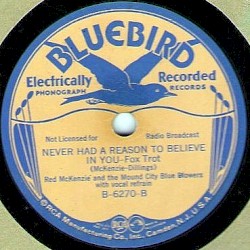 BLUEBIRD
Electrically Recorded
PHONOGRAPH RECORDS
Not Licensed for Radio Broadcast
NEVER HAD A REASON TO BELIEVE
IN YOU-Fox Trot
(McKenzie-Dillings)
Red McKenzie and the Mound City Blue Blowers
with vocal refrain
B-6270-B
©RCA Manufacturing Co., Inc. Camden, N.J., U.S.A.